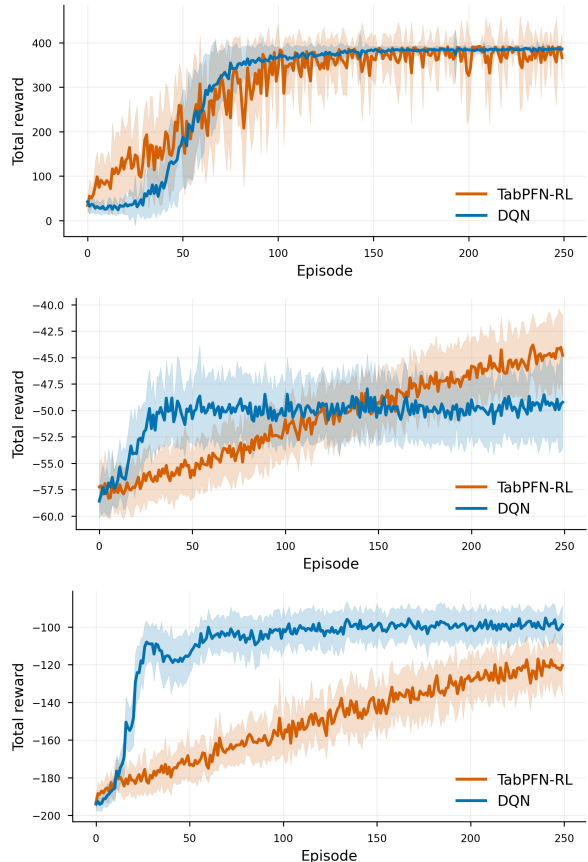 400
300
200
100
0
Total reward
TabPFN-RL
DQN
0 50 100 150 200 250
Episode
−40.0
−42.5
−45.0
−47.5
−50.0
−52.5
−55.0
−57.5
−60.0
Total reward
TabPFN-RL
DQN
0 50 100 150 200 250
Episode
−100
−120
−140
−160
−180
−200
Total reward
TabPFN-RL
DQN
0 50 100 150 200 250
Episode